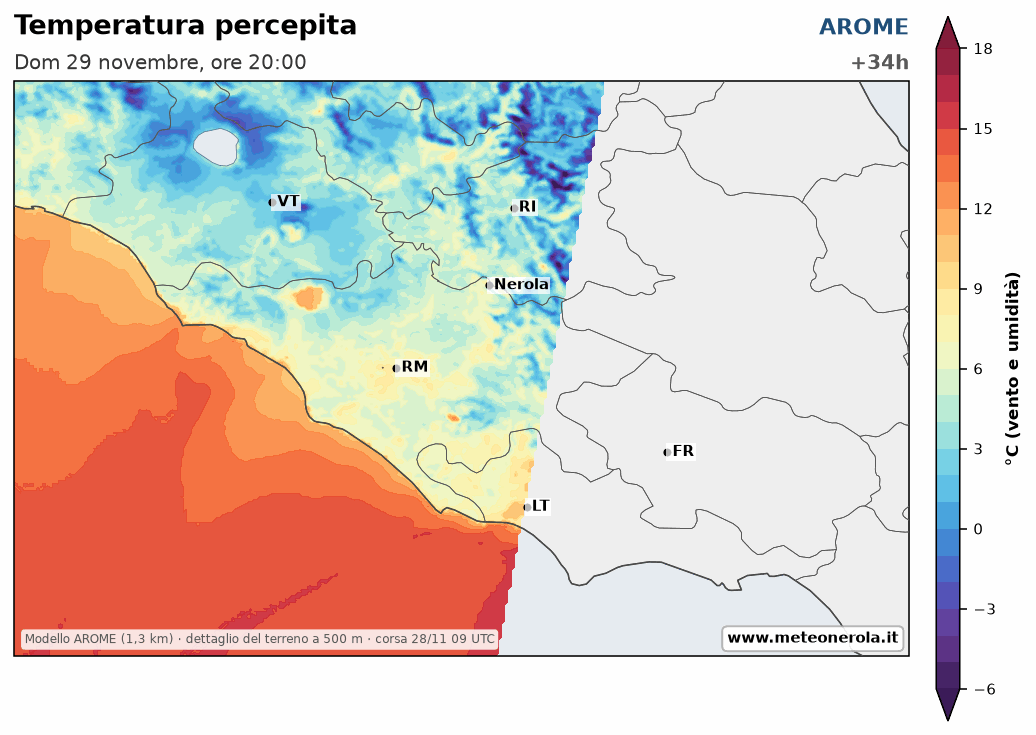 Temperatura percepita
AROME
Dom 29 novembre, ore 20:00
+34h
18
15
12
9
6
3
0
−3
−6
°C (vento e umidità)
VT
RI
Nerola
RM
FR
LT
Modello AROME (1,3 km) · dettaglio del terreno a 500 m · corsa 28/11 09 UTC
www.meteonerola.it